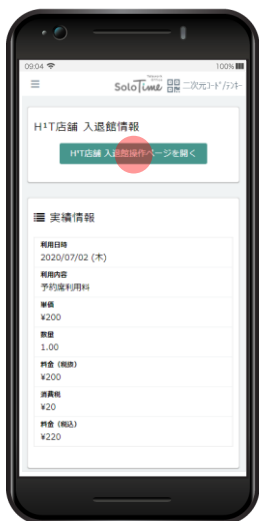 09:04
100%
SoloTime
二次元ｺｰﾄﾞ/ﾃﾝｷｰ
H¹T店舗 入退館情報
H¹T店舗 入退館操作ページを開く
実績情報
利用日時
2020/07/02 (木)
利用内容
予約席利用料
単価
¥200
数量
1.00
料金（税抜）
¥200
消費税
¥20
料金（税込）
¥220